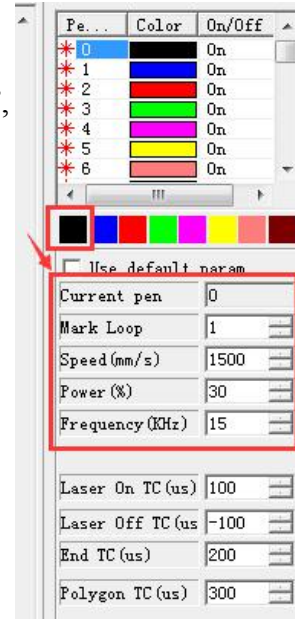 ,
Pe... Color On/Off
0 On
1 On
2 On
3 On
4 On
5 On
6 On
Use default param
Current pen 0
Mark Loop 1
Speed(mm/s) 1500
Power(%) 30
Frequency(KHz) 15
Laser On TC(us) 100
Laser Off TC(us -100
End TC(us) 200
Polygon TC(us) 300